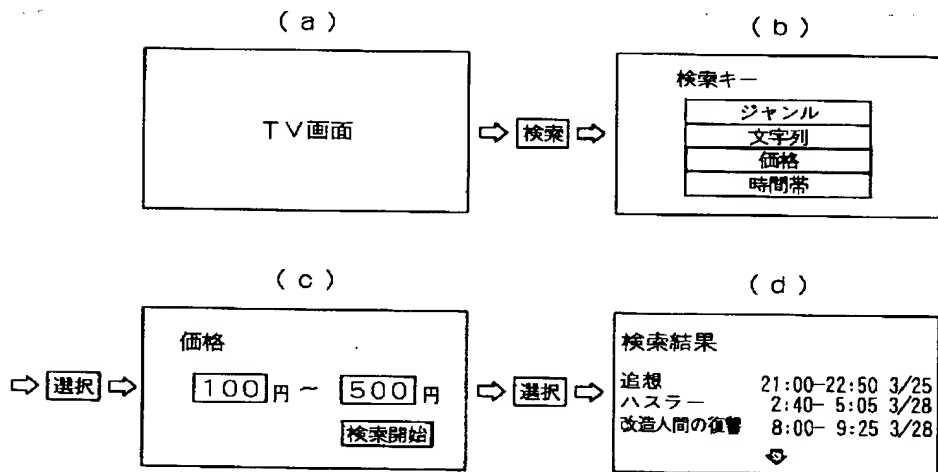 (a)
TV画面
検索
(b)
検索キー
ジャンル
文字列
価格
時間帯
選択
(c)
価格
100円 ～ 500円
検索開始
選択
(d)
検索結果
追想 21:00-22:50 3/25
ハスラー 2:40- 5:05 3/28
改造人間の復讐 8:00- 9:25 3/28